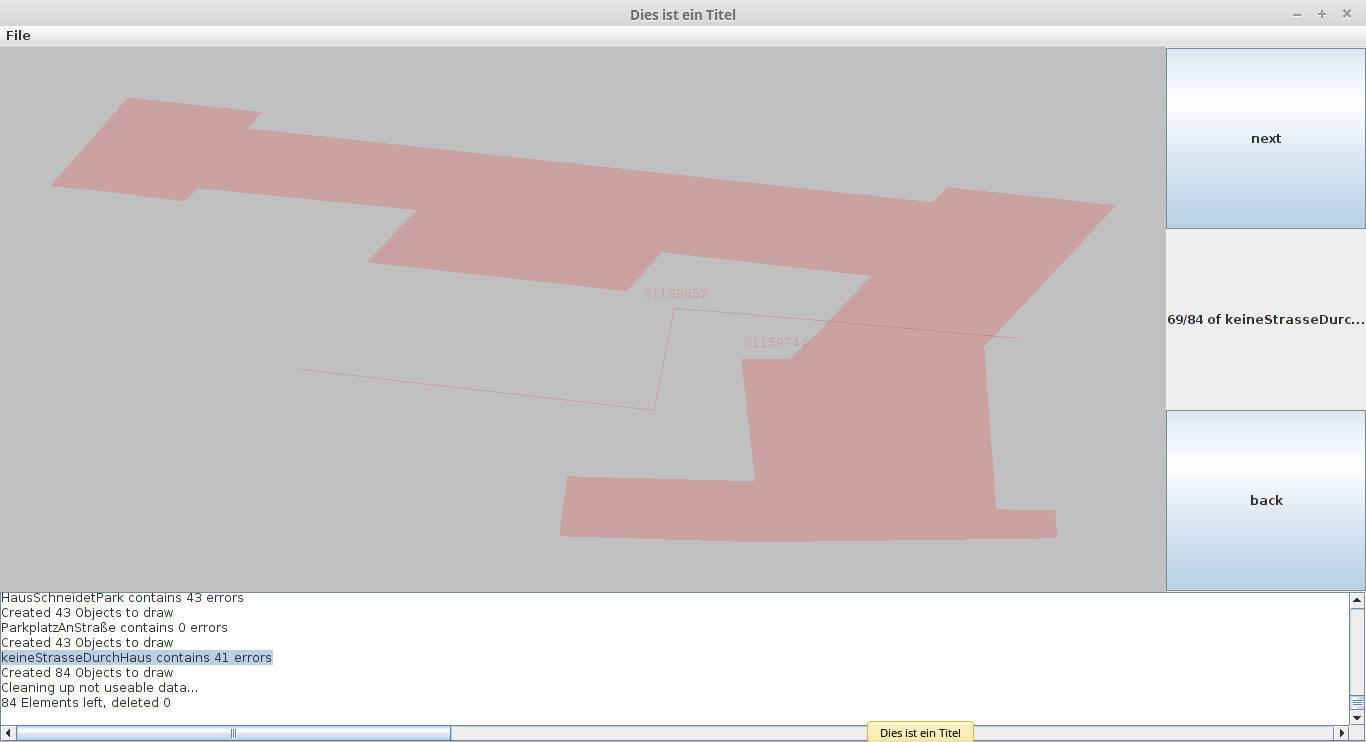 Dies ist ein Titel
File
next
31159652
69/84 of keineStrasseDurc...
31159744
back
HausSchneidetPark contains 43 errors
Created 43 Objects to draw
ParkplatzAnStraße contains 0 errors
Created 43 Objects to draw
keineStrasseDurchHaus contains 41 errors
Created 84 Objects to draw
Cleaning up not useable data...
84 Elements left, deleted 0
Dies ist ein Titel